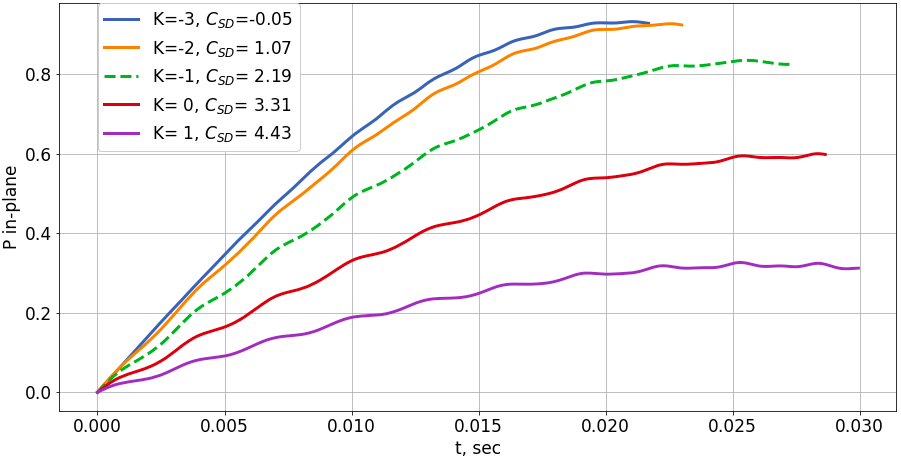 K=-3, C_SD=-0.05
K=-2, C_SD= 1.07
K=-1, C_SD= 2.19
K= 0, C_SD= 3.31
K= 1, C_SD= 4.43
P in-plane
0.8
0.6
0.4
0.2
0.0
0.000 0.005 0.010 0.015 0.020 0.025 0.030
t, sec